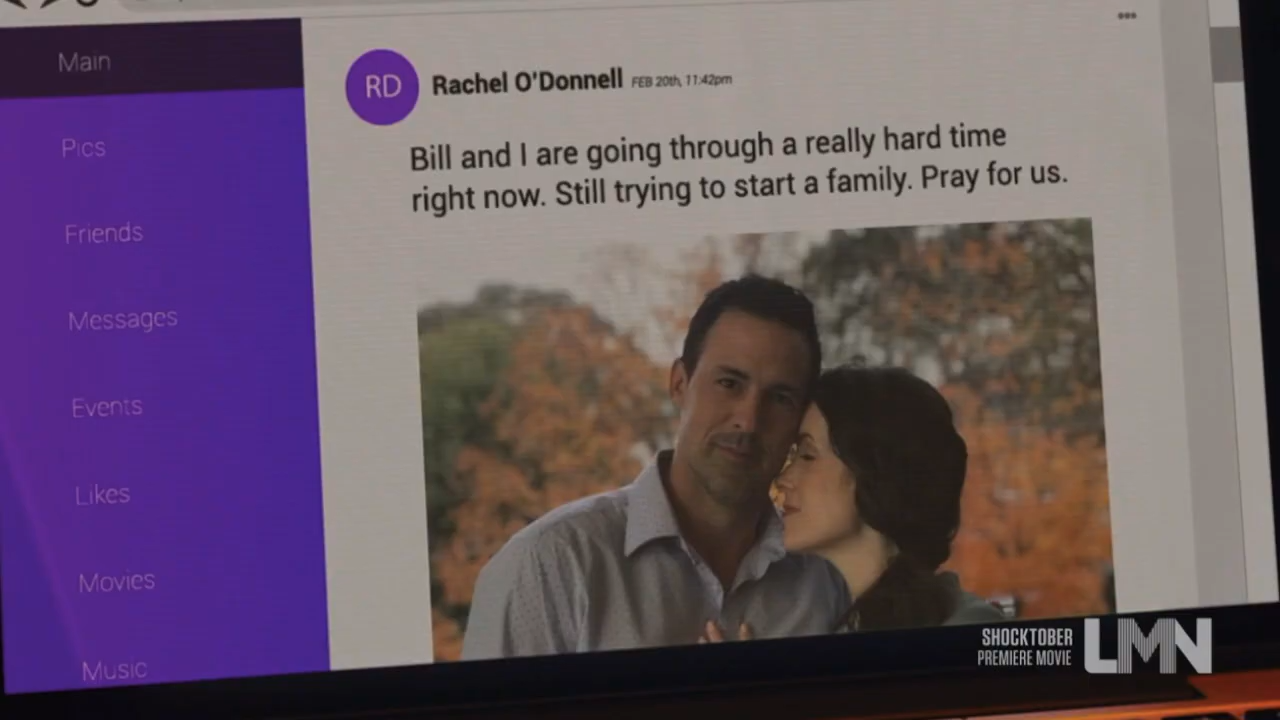 Main
Pics
Friends
Messages
Events
Likes
Movies
Music
RD
Rachel O'Donnell FEB 20th, 11:42pm
Bill and I are going through a really hard time
right now. Still trying to start a family. Pray for us.
SHOCKTOBER
PREMIERE MOVIE
LMN